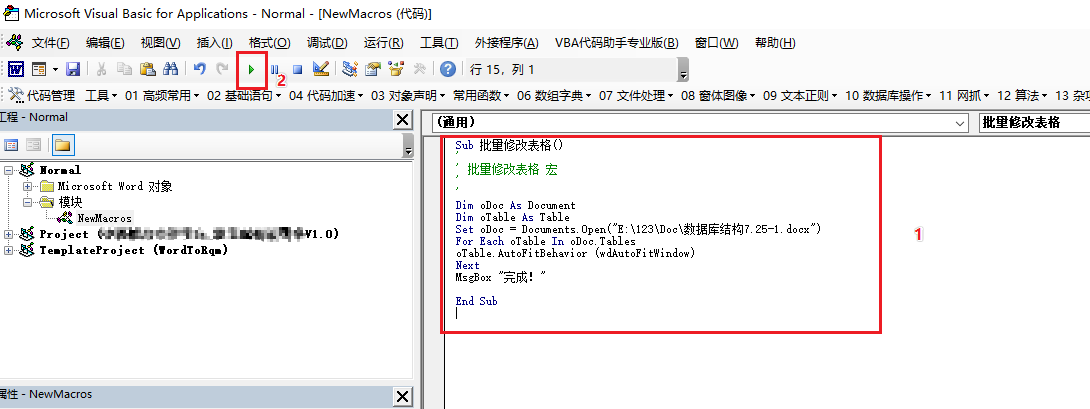 Microsoft Visual Basic for Applications - Normal - [NewMacros (代码)]
文件(F) 编辑(E) 视图(V) 插入(I) 格式(O) 调试(D) 运行(R) 工具(T) 外接程序(A) VBA代码助手专业版(B) 窗口(W) 帮助(H)
2
行 15，列 1
代码管理 工具 01 高频常用 02 基础语句 04 代码加速 03 对象声明 常用函数 06 数组字典 07 文件处理 08 窗体图像 09 文本正则 10 数据库操作 11 网抓 12 算法 13 杂项
工程 - Normal
(通用)
批量修改表格
Normal
Microsoft Word 对象
模块
NewMacros
Project (
V1.0)
TemplateProject (WordToRqm)
属性 - NewMacros
Sub 批量修改表格()
'
' 批量修改表格 宏
'
'
Dim oDoc As Document
Dim oTable As Table
Set oDoc = Documents.Open("E:\123\Doc\数据库结构7.25-1.docx")
For Each oTable In oDoc.Tables
oTable.AutoFitBehavior (wdAutoFitWindow)
Next
MsgBox "完成！"
End Sub
1